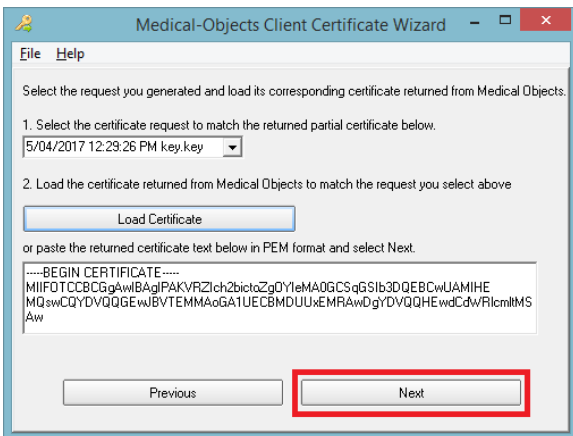 Medical-Objects Client Certificate Wizard
File Help
Select the request you generated and load its corresponding certificate returned from Medical Objects.
1. Select the certificate request to match the returned partial certificate below.
5/04/2017 12:29:26 PM key.key
2. Load the certificate returned from Medical Objects to match the request you select above
Load Certificate
or paste the returned certificate text below in PEM format and select Next.
-----BEGIN CERTIFICATE-----
MIIFOTCCBCGgAwIBAgIPAKVRZIch2bictoZgOYIeMA0GCSqGSIb3DQEBCwUAMIHE
MQswCQYDVQQGEwJBVTEMMAoGA1UECBMDUUxEMRAwDgYDVQQHEwdCdWRlcmltMS
Aw
Previous Next